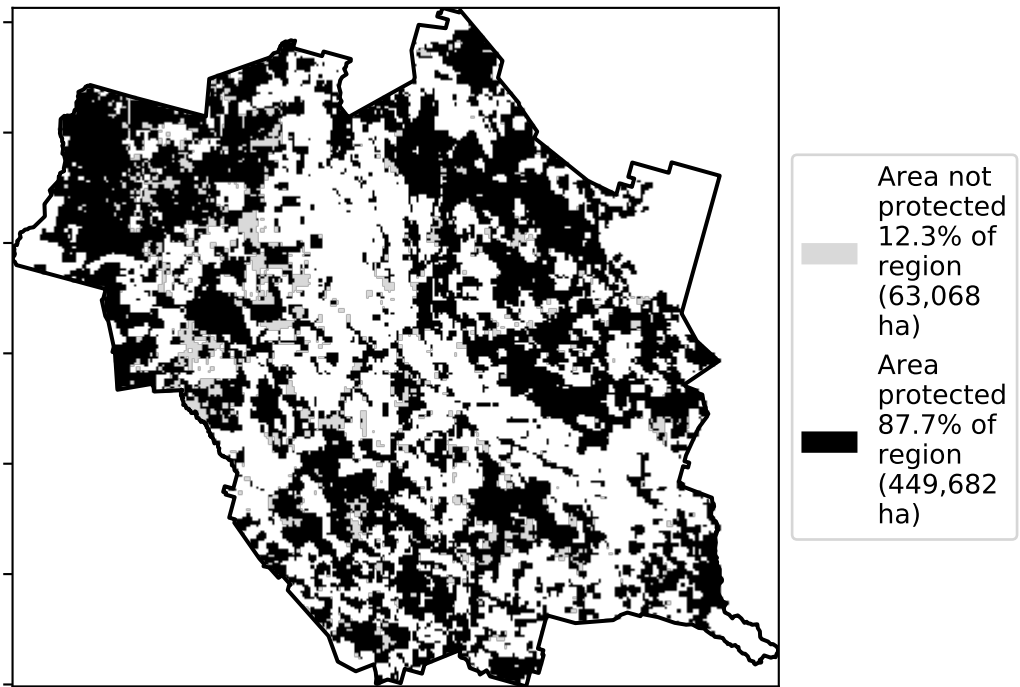 Area not
protected
12.3% of
region
(63,068
ha)
Area
protected
87.7% of
region
(449,682
ha)